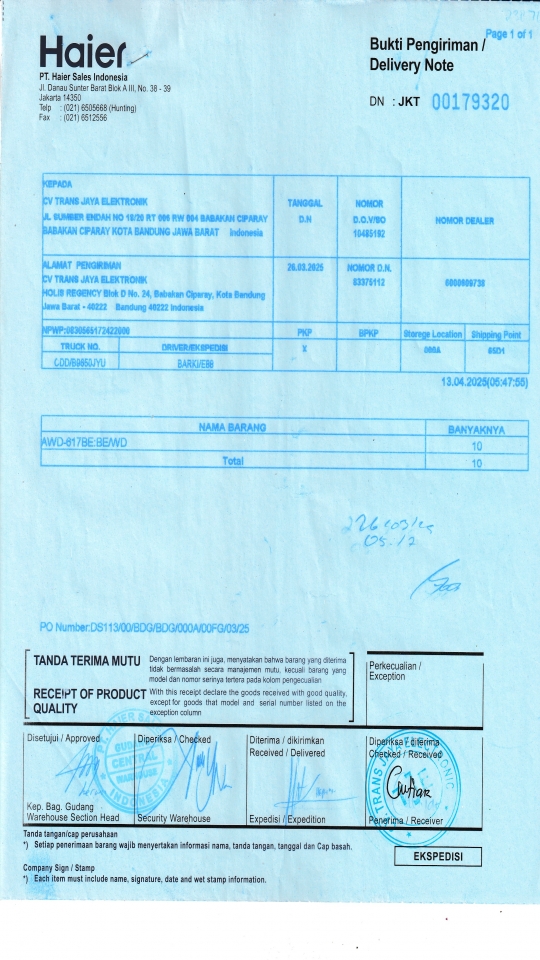 Page 1 of 1
Haier
Bukti Pengiriman /
Delivery Note
PT. Haier Sales Indonesia
Jl. Danau Sunter Barat Blok A III, No. 38 - 39
Jakarta 14350
Telp : (021) 6505668 (Hunting)
Fax : (021) 6512556
DN : JKT 00179320
KEPADA
CV TRANS JAYA ELEKTRONIK
JL SUMBER ENDAH NO 18/20 RT 006 RW 004 BABAKAN CIPARAY
BABAKAN CIPARAY KOTA BANDUNG JAWA BARAT Indonesia
TANGGAL
D.N
NOMOR
D.O.V/BO
10485192
NOMOR DEALER
ALAMAT PENGIRIMAN
CV TRANS JAYA ELEKTRONIK
HOLIS REGENCY Blok D No. 24, Babakan Ciparay, Kota Bandung
Jawa Barat - 40222 Bandung 40222 Indonesia
26.03.2025
NOMOR D.N.
83375112
6000609738
NPWP:0830865172422000
PKP
BPKP
Storage Location
Shipping Point
TRUCK NO.
DRIVER/EKSPEDISI
X
000A
65D1
CDD/B9850JYU
BARKI/EBB
13.04.2025(05:47:55)
NAMA BARANG
BANYAKNYA
AWD-617BE:BE/WD
10
Total
10
05.17
PO Number:DS113/00/BDG/BDG/000A/00FG/03/25
TANDA TERIMA MUTU
Dengan lembaran ini juga, menyatakan bahwa barang yang diterima
tidak bermasalah secara manajemen mutu, kecuali barang yang
model dan nomor serinya tertera pada kolom pengecualian
RECEIPT OF PRODUCT
QUALITY
With this receipt declare the goods received with good quality,
except for goods that model and serial number listed on the
exception column
Perkecualian /
Exception
Disetujui / Approved
Kep. Bag. Gudang
Warehouse Section Head
Diperiksa / Checked
Security Warehouse
GUDANG
CENTRAL
WAREHOUSE
INDONESIA
Diterima / dikirimkan
Received / Delivered
Expedisi / Expedition
Diperiksa / diterima
Checked / Received
Penerima / Receiver
Tanda tangan/cap perusahaan
*) Setiap penerimaan barang wajib menyertakan informasi nama, tanda tangan, tanggal dan Cap basah.
EKSPEDISI
Company Sign / Stamp
*) Each item must include name, signature, date and wet stamp information.